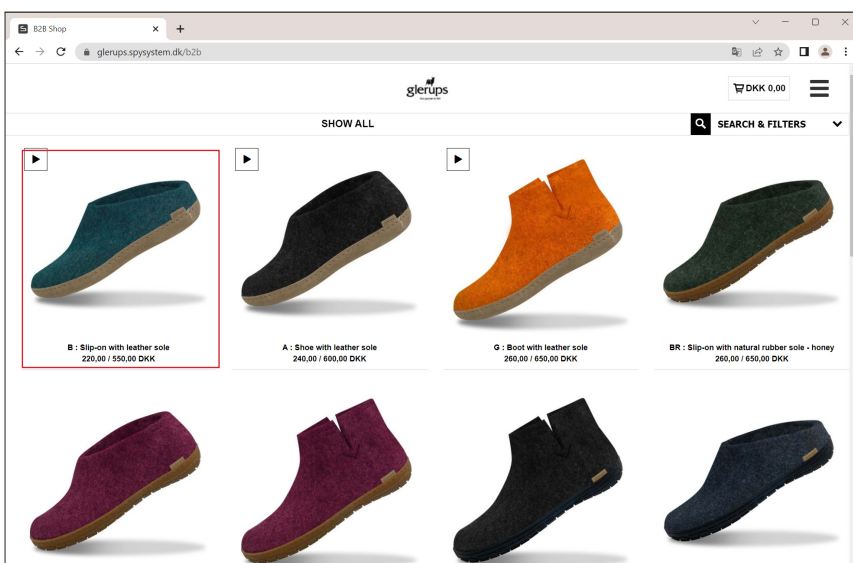 B2B Shop
glerups.spysystem.dk/b2b
glerups
DKK 0,00
SHOW ALL
SEARCH & FILTERS
B : Slip-on with leather sole
220,00 / 550,00 DKK
A : Shoe with leather sole
240,00 / 600,00 DKK
G : Boot with leather sole
260,00 / 650,00 DKK
BR : Slip-on with natural rubber sole - honey
260,00 / 650,00 DKK